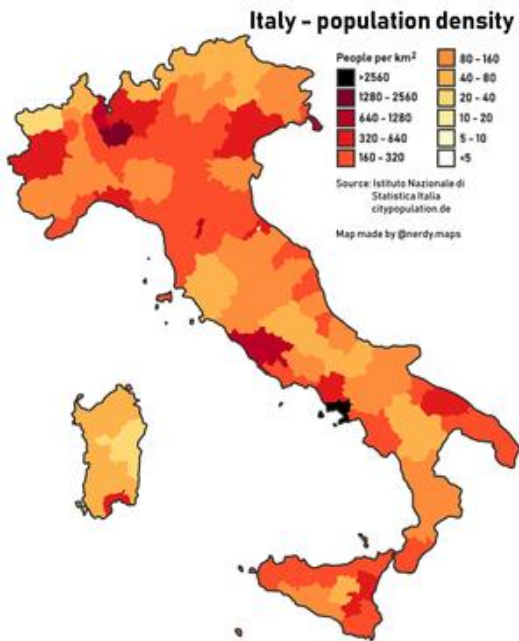 Italy - population density
People per km²
>2560
1280 - 2560
640 - 1280
320 - 640
160 - 320
80 - 160
40 - 80
20 - 40
10 - 20
5 - 10
<5
Source: Istituto Nazionale di
Statistica Italia
citypopulation.de
Map made by @nerdy.maps